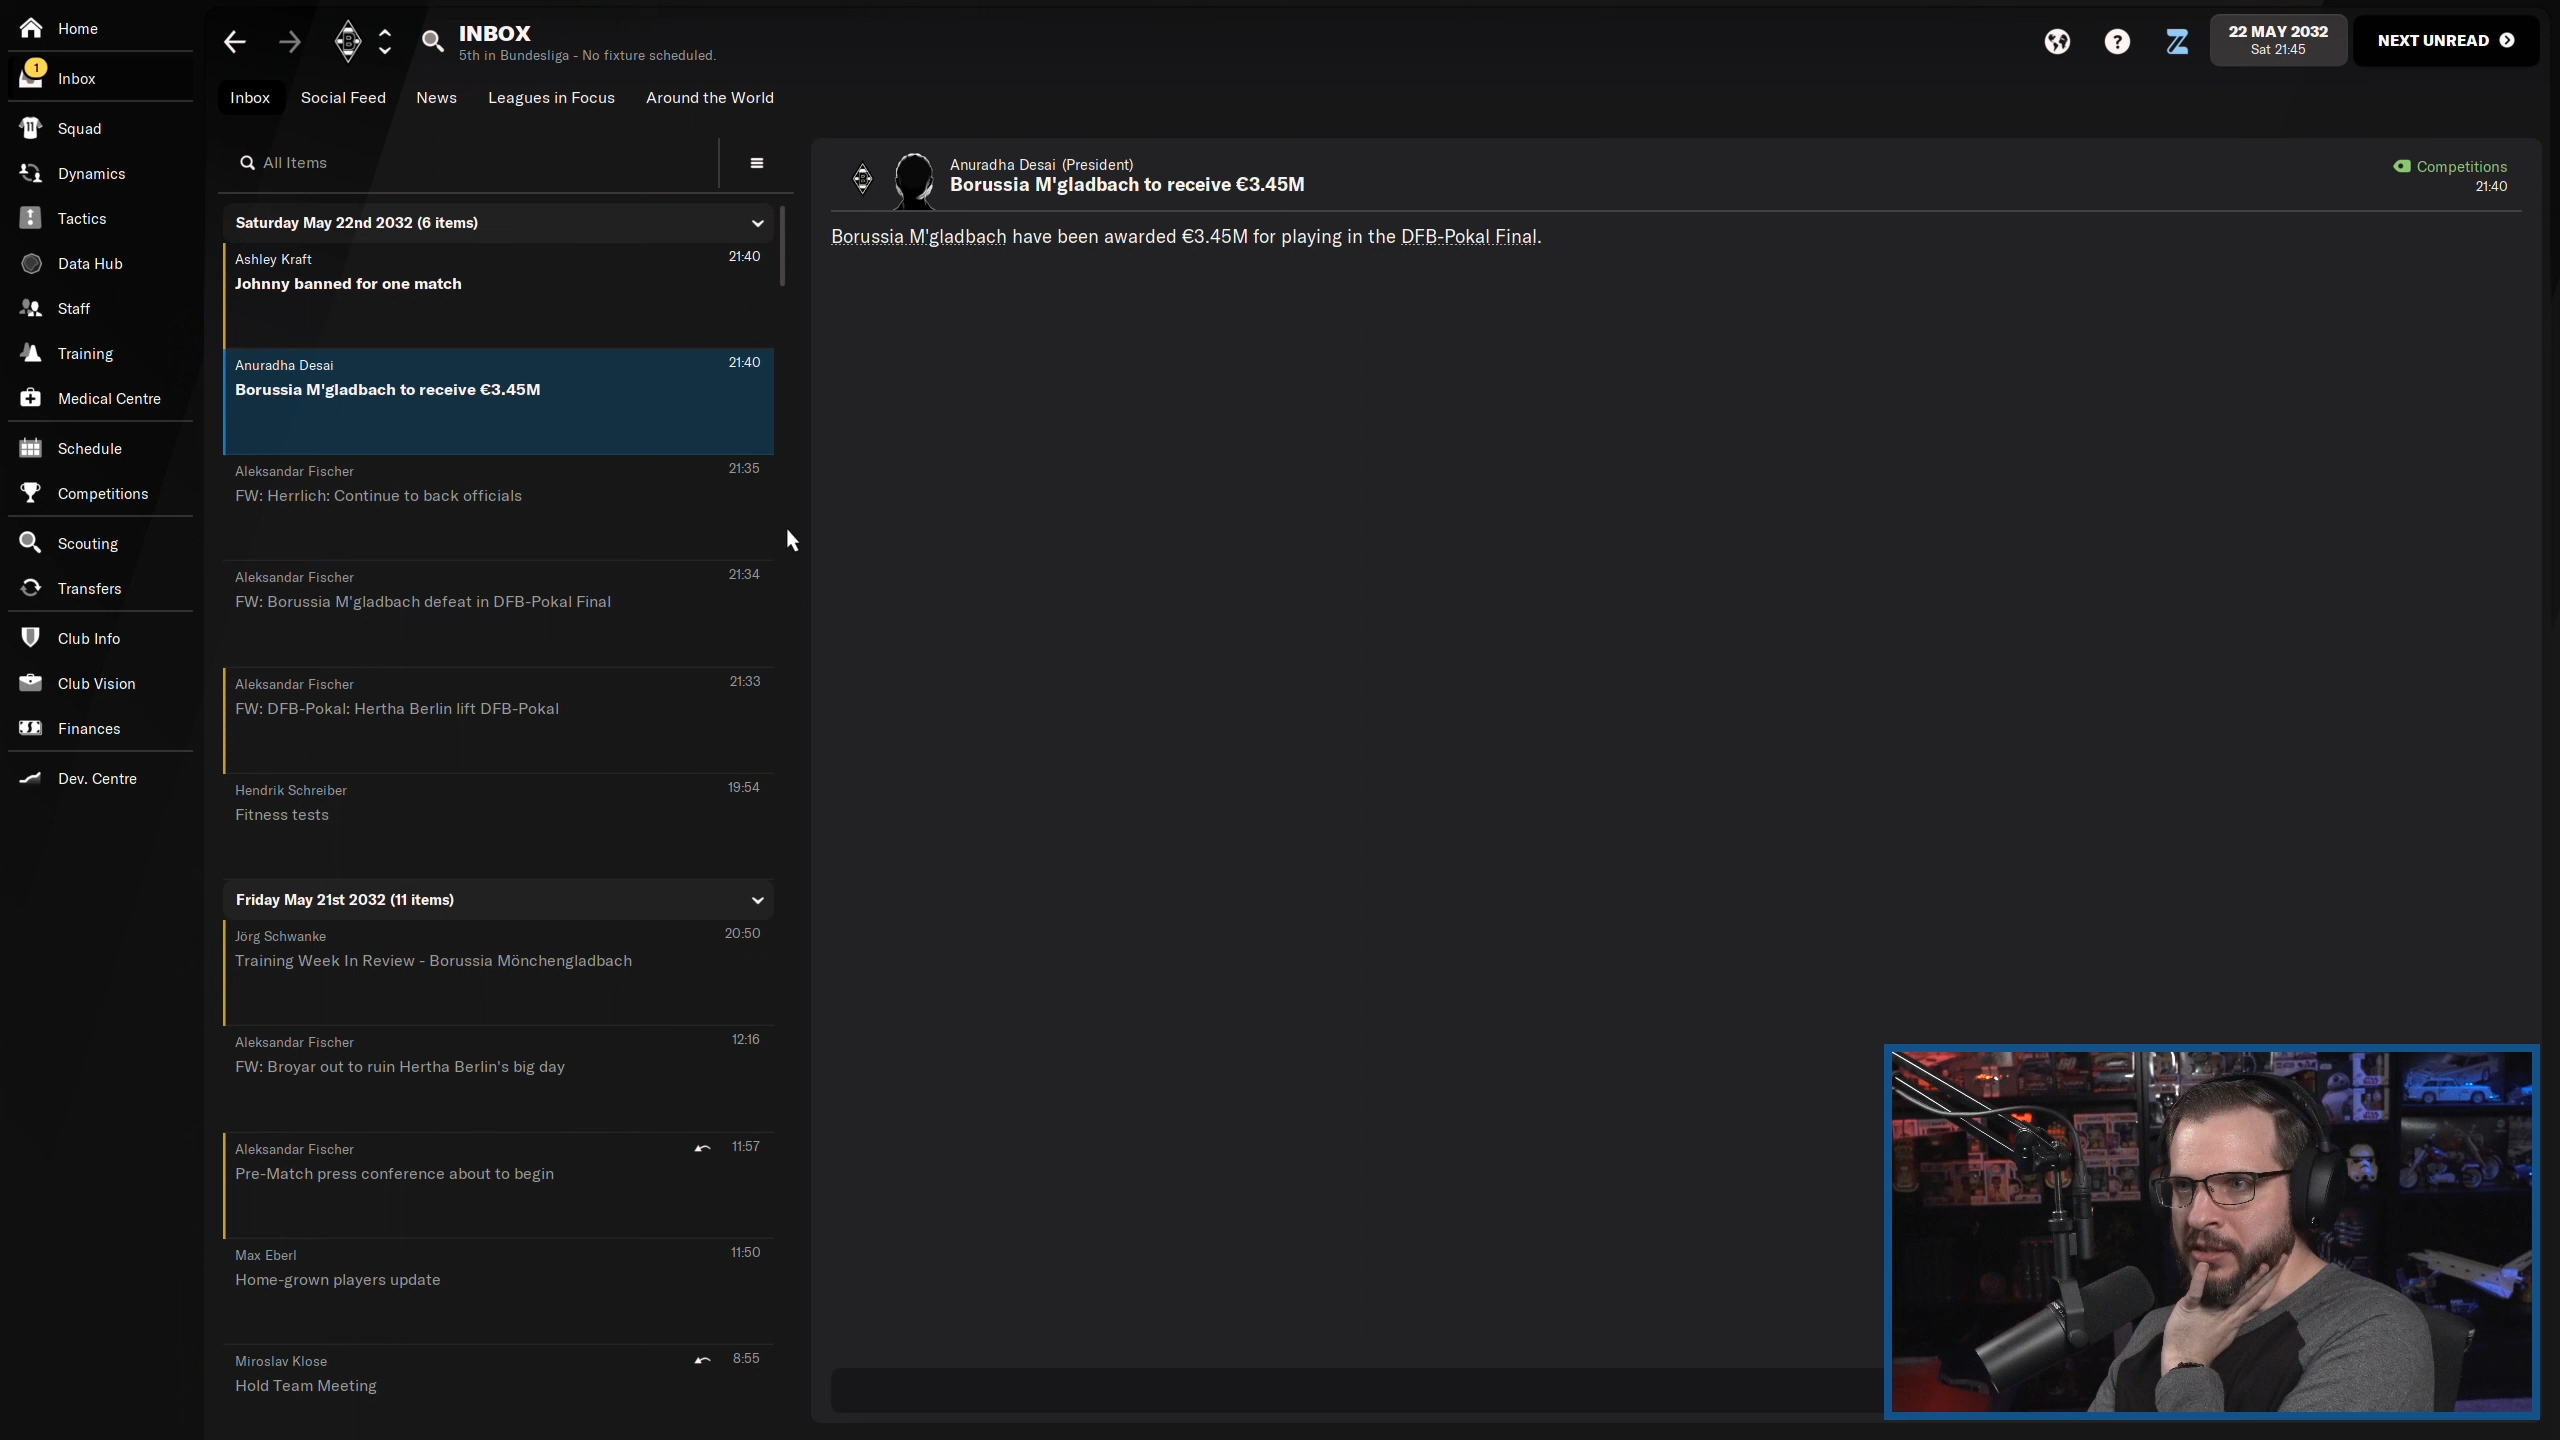 Home
1
Inbox
Squad
Dynamics
Tactics
Data Hub
Staff
Training
Medical Centre
Schedule
Competitions
Scouting
Transfers
Club Info
Club Vision
Finances
Dev. Centre
INBOX
5th in Bundesliga - No fixture scheduled.
22 MAY 2032
Sat 21:45
NEXT UNREAD
Inbox
Social Feed
News
Leagues in Focus
Around the World
All Items
Saturday May 22nd 2032 (6 items)
Ashley Kraft
21:40
Johnny banned for one match
Anuradha Desai
21:40
Borussia M'gladbach to receive €3.45M
Aleksandar Fischer
21:35
FW: Herrlich: Continue to back officials
Aleksandar Fischer
21:34
FW: Borussia M'gladbach defeat in DFB-Pokal Final
Aleksandar Fischer
21:33
FW: DFB-Pokal: Hertha Berlin lift DFB-Pokal
Hendrik Schreiber
19:54
Fitness tests
Friday May 21st 2032 (11 items)
Jörg Schwanke
20:50
Training Week In Review - Borussia Mönchengladbach
Aleksandar Fischer
12:16
FW: Broyar out to ruin Hertha Berlin's big day
Aleksandar Fischer
11:57
Pre-Match press conference about to begin
Max Eberl
11:50
Home-grown players update
Miroslav Klose
8:55
Hold Team Meeting
Anuradha Desai (President)
Borussia M'gladbach to receive €3.45M
Competitions
21:40
Borussia M'gladbach have been awarded €3.45M for playing in the DFB-Pokal Final.